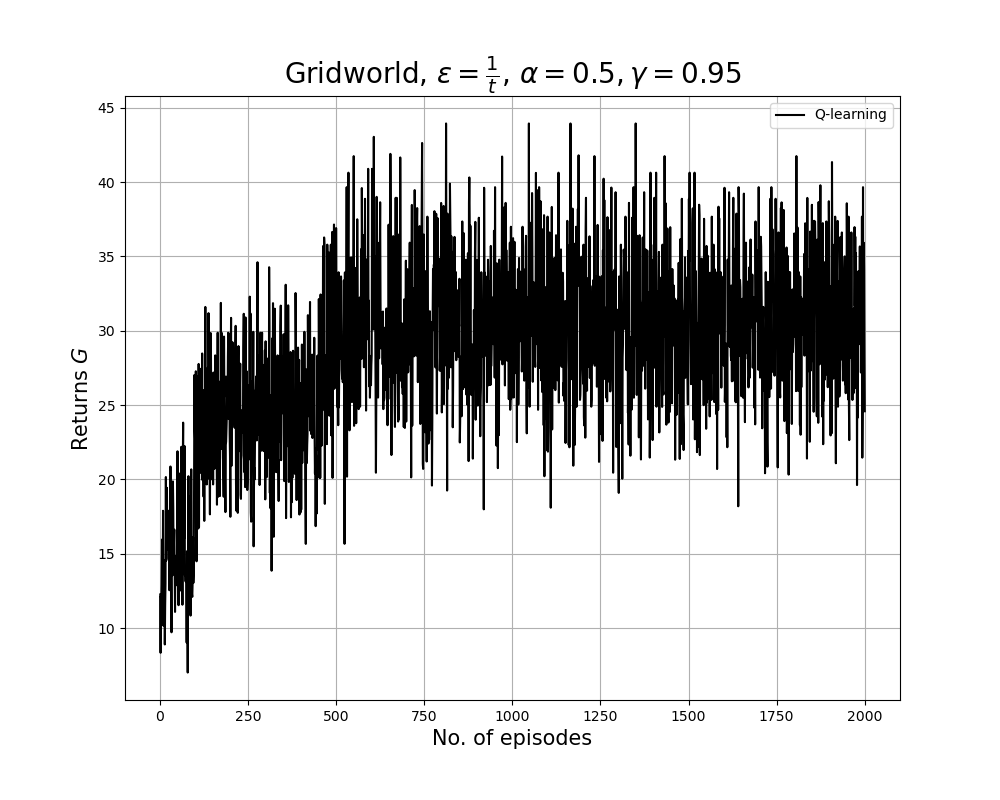 Gridworld, ε = 1/t, α = 0.5, γ = 0.95
Q-learning
45
40
35
30
25
20
15
10
Returns G
0 250 500 750 1000 1250 1500 1750 2000
No. of episodes